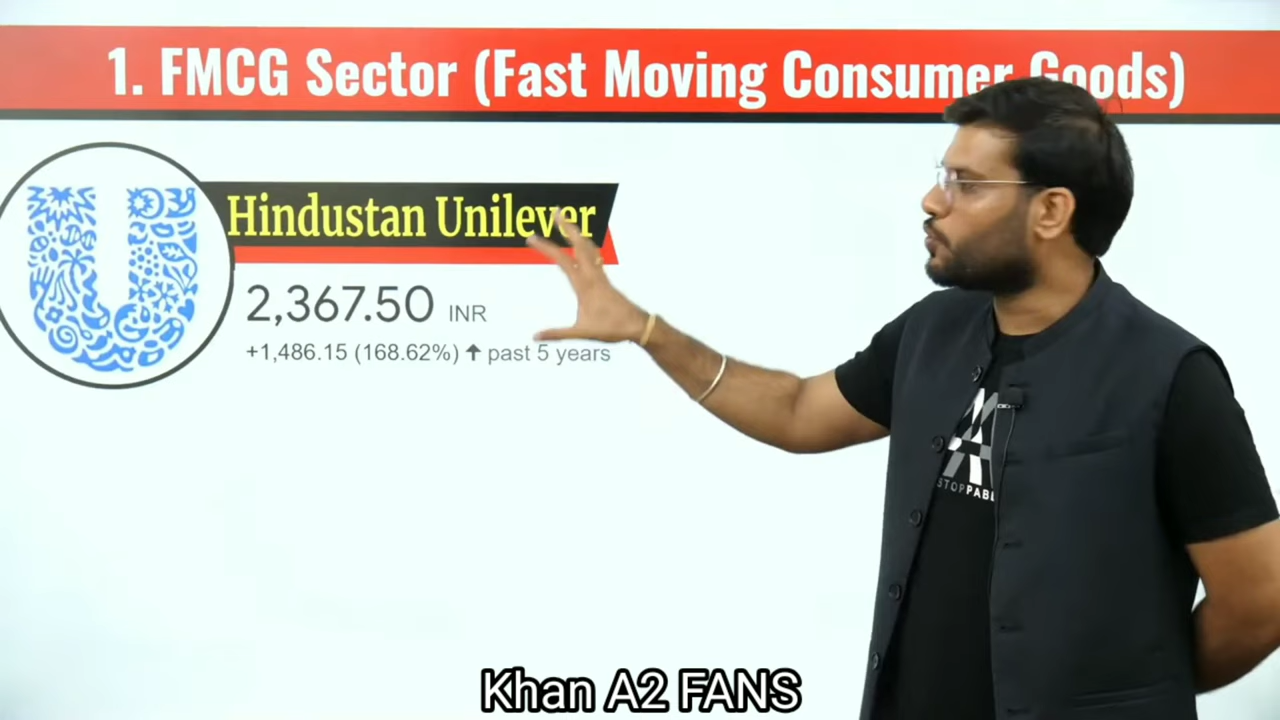 1. FMCG Sector (Fast Moving Consumer Goods)
Hindustan Unilever
2,367.50 INR
+1,486.15 (168.62%) ↑ past 5 years
STOPPABL
Khan A2 FANS